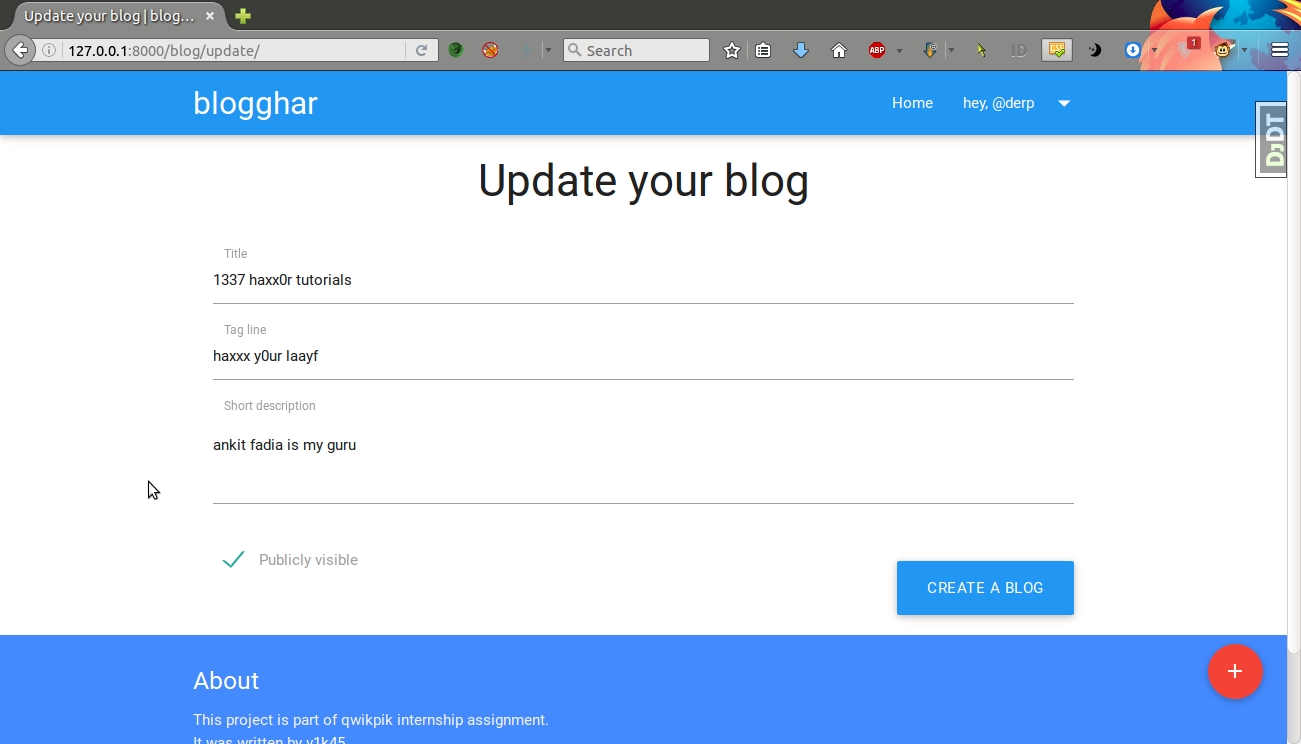 Update your blog | blog...
127.0.0.1:8000/blog/update/
Search
ABP
ID
1
blogghar
Home
hey, @derp
DJDT
Update your blog
Title
1337 haxx0r tutorials
Tag line
haxxx y0ur laayf
Short description
ankit fadia is my guru
Publicly visible
CREATE A BLOG
About
This project is part of qwikpik internship assignment.
It was written by v1k45